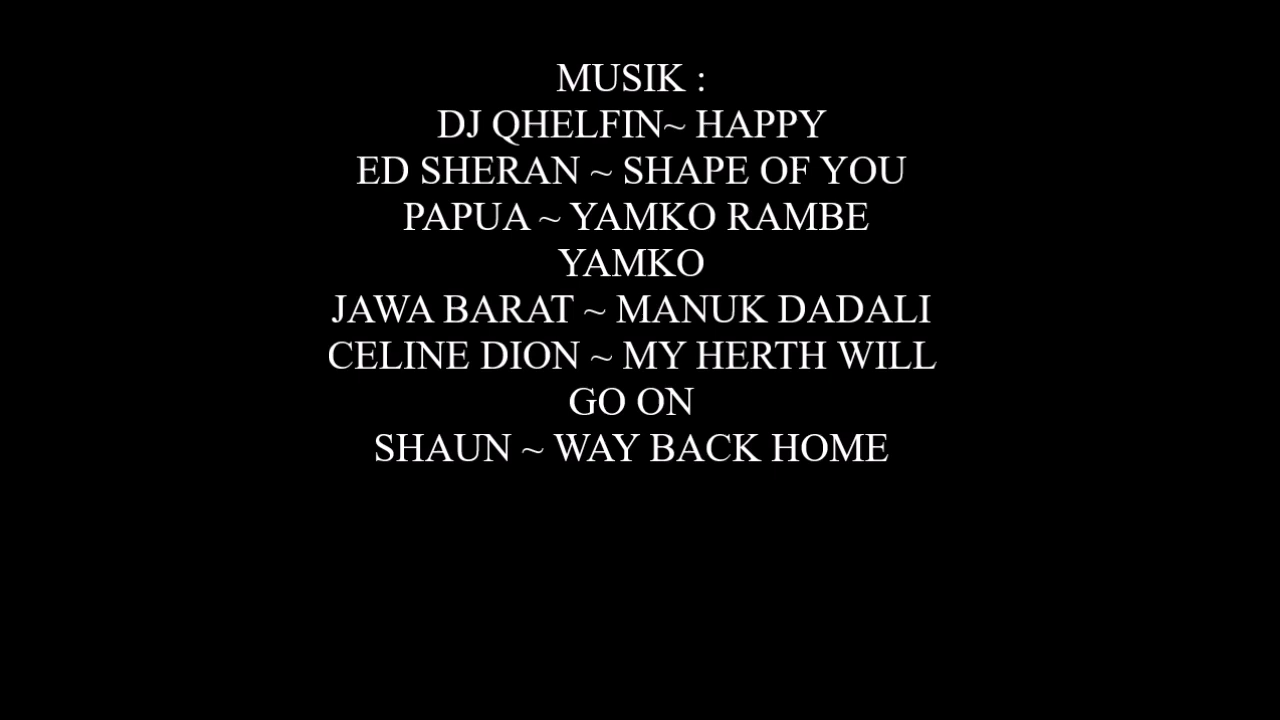 MUSIK :
DJ QHELFIN~ HAPPY
ED SHERAN ~ SHAPE OF YOU
PAPUA ~ YAMKO RAMBE
YAMKO
JAWA BARAT ~ MANUK DADALI
CELINE DION ~ MY HERTH WILL
GO ON
SHAUN ~ WAY BACK HOME